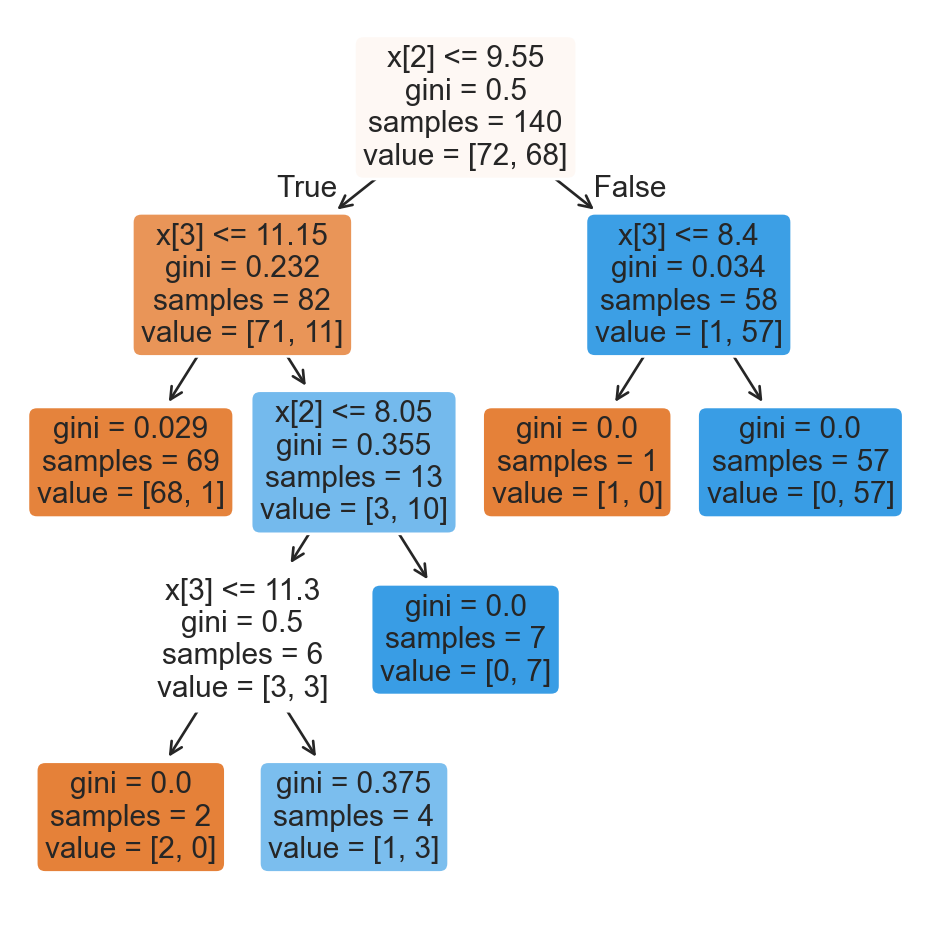 x[2] <= 9.55
gini = 0.5
samples = 140
value = [72, 68]
True
False
x[3] <= 11.15
gini = 0.232
samples = 82
value = [71, 11]
x[3] <= 8.4
gini = 0.034
samples = 58
value = [1, 57]
gini = 0.029
samples = 69
value = [68, 1]
x[2] <= 8.05
gini = 0.355
samples = 13
value = [3, 10]
gini = 0.0
samples = 1
value = [1, 0]
gini = 0.0
samples = 57
value = [0, 57]
x[3] <= 11.3
gini = 0.5
samples = 6
value = [3, 3]
gini = 0.0
samples = 7
value = [0, 7]
gini = 0.0
samples = 2
value = [2, 0]
gini = 0.375
samples = 4
value = [1, 3]